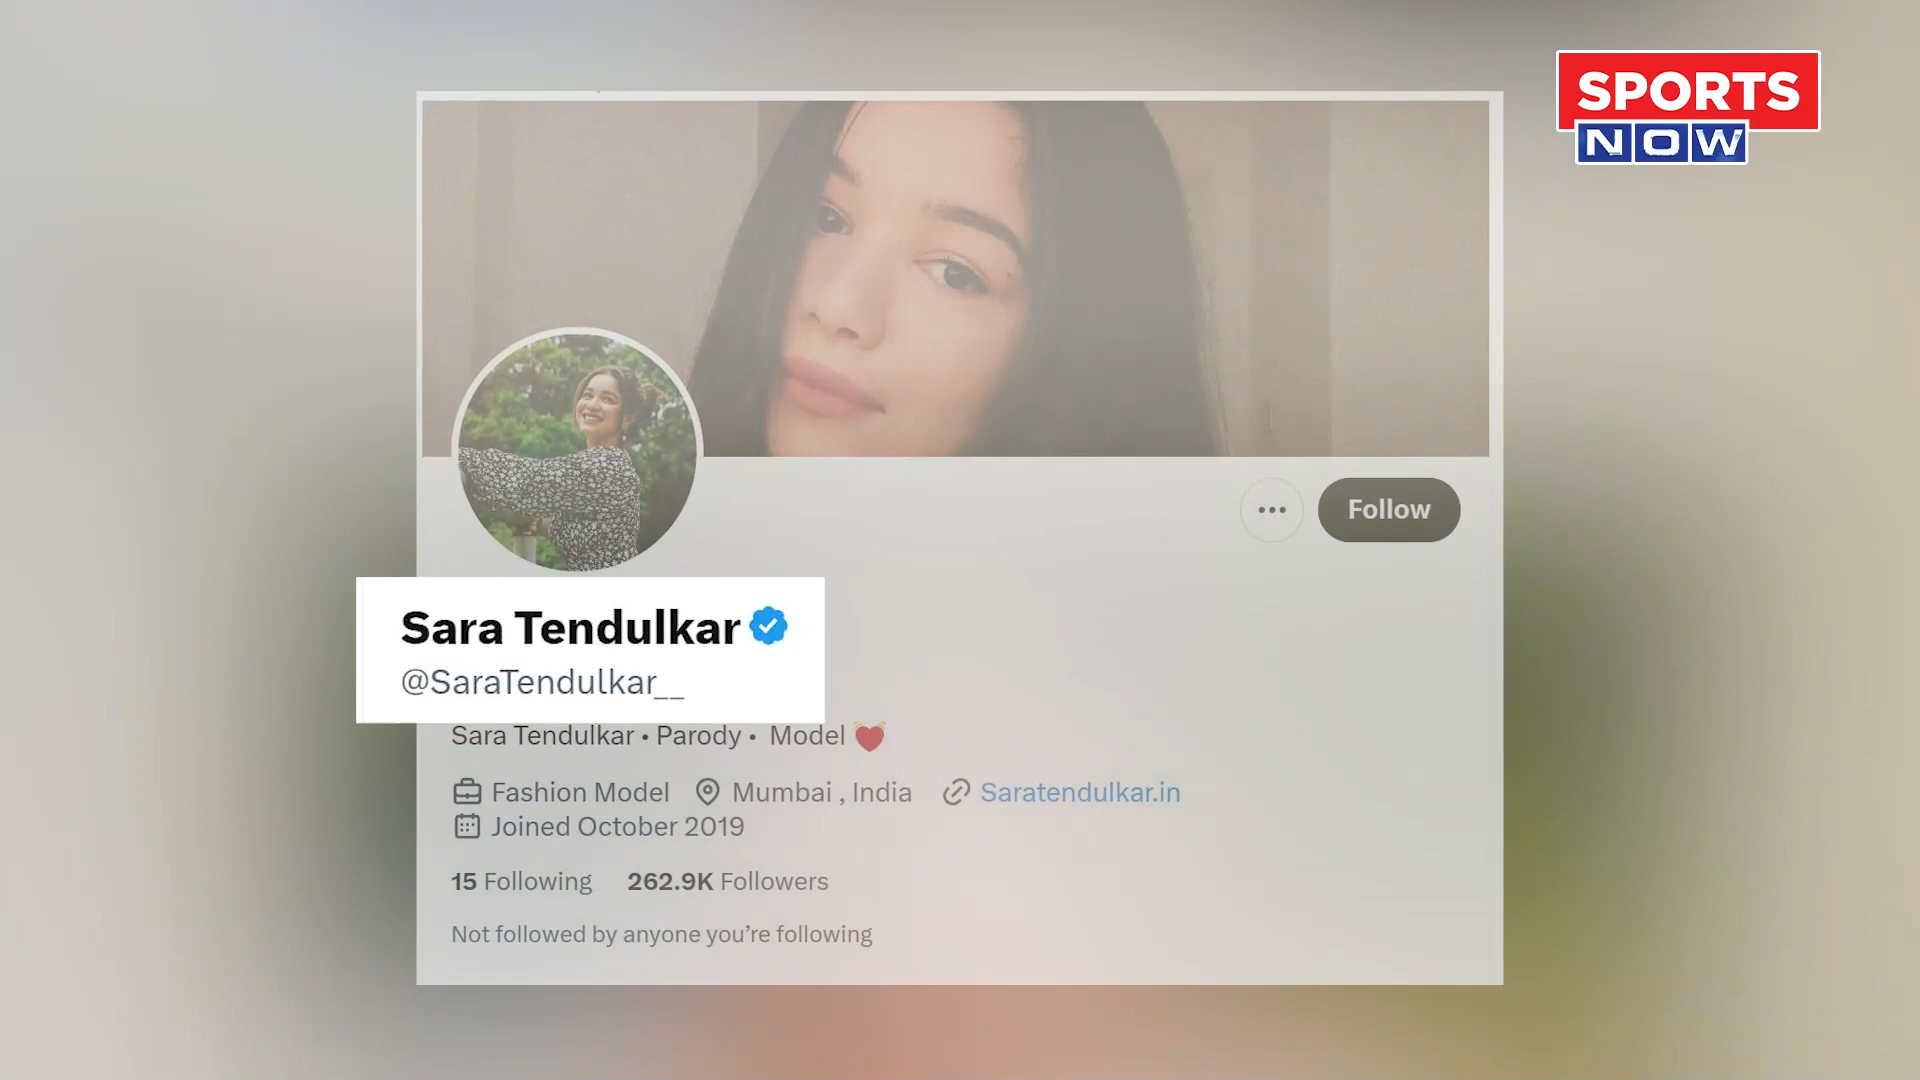 SPORTS
NOW
Follow
Sara Tendulkar
@SaraTendulkar__
Sara Tendulkar • Parody • Model
Fashion Model Mumbai , India Saratendulkar.in
Joined October 2019
15 Following 262.9K Followers
Not followed by anyone you’re following